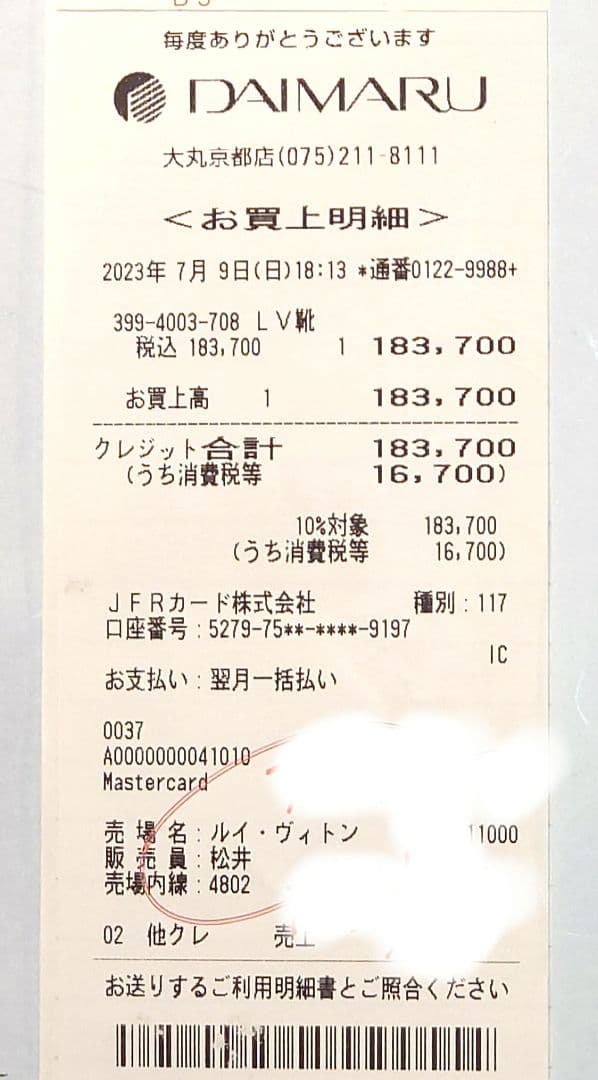 毎度ありがとうございます
DAIMARU
大丸京都店(075)211-8111
<お買上明細>
2023年 7月 9日(日)18:13 *通番0122-9988+
399-4003-708 LV靴
税込 183,700 1 183,700
お買上高 1 183,700
クレジット合計 183,700
(うち消費税等 16,700)
10%対象 183,700
(うち消費税等 16,700)
JFRカード株式会社 種別:117
口座番号:5279-75**-****-9197
IC
お支払い:翌月一括払い
0037
A0000000041010
Mastercard
売 場 名:ルイ・ヴィトン 11000
販 売 員:松井
売場内線:4802
02 他クレ 売上
お送りするご利用明細書とご照合ください